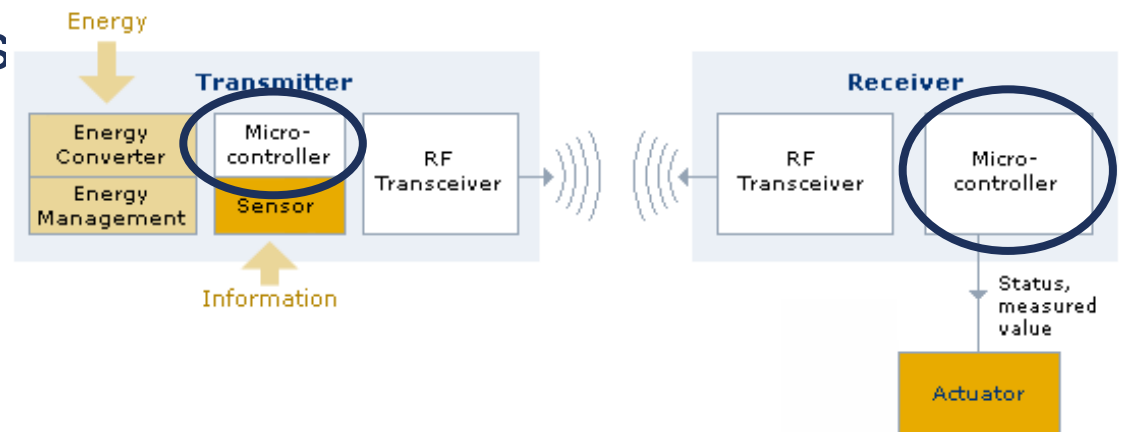 Energy
s
Transmitter
Receiver
Energy
Converter
Micro-
controller
RF
Transceiver
RF
Transceiver
Micro-
controller
Energy
Management
Sensor
Information
Status,
measured
value
Actuator